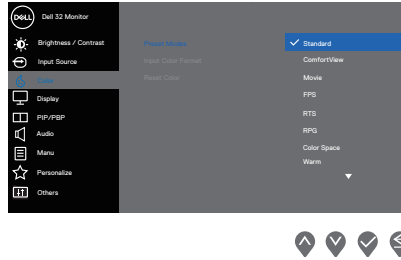 DELL
Dell 32 Monitor
Brightness / Contrast
Input Source
Color
Display
PIP/PBP
Audio
Manu
Personalize
Others
Preset Modes
Input Color Format
Reset Color
Standard
ComfortView
Movie
FPS
RTS
RPG
Color Space
Warm